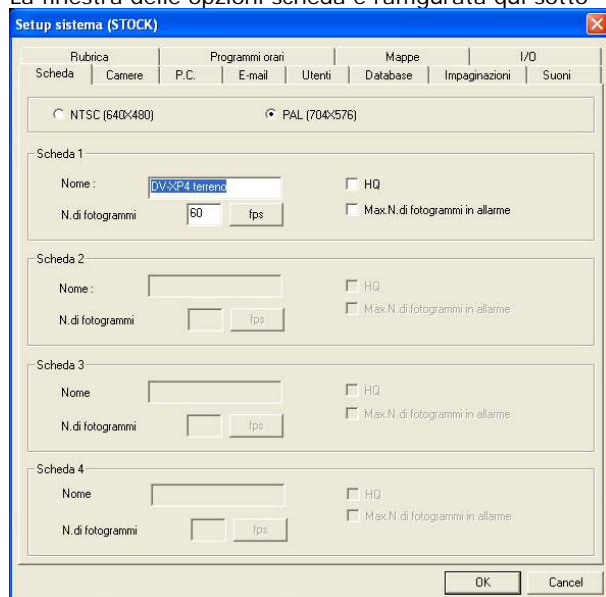 La finestra delle opzioni scheda è raffigurata qui sotto
Setup sistema (STOCK)
Rubrica Programmi orari Mappe I/O
Scheda Camere P.C. E-mail Utenti Database Impaginazioni Suoni
NTSC (640X480) PAL (704X576)
Scheda 1
Nome : DV-XP4 terreno HQ
N.di fotogrammi 60 fps Max.N.di fotogrammi in allarme
Scheda 2
Nome : HQ
N.di fotogrammi fps Max.N.di fotogrammi in allarme
Scheda 3
Nome HQ
N.di fotogrammi fps Max.N.di fotogrammi in allarme
Scheda 4
Nome HQ
N.di fotogrammi fps Max.N.di fotogrammi in allarme
OK Cancel